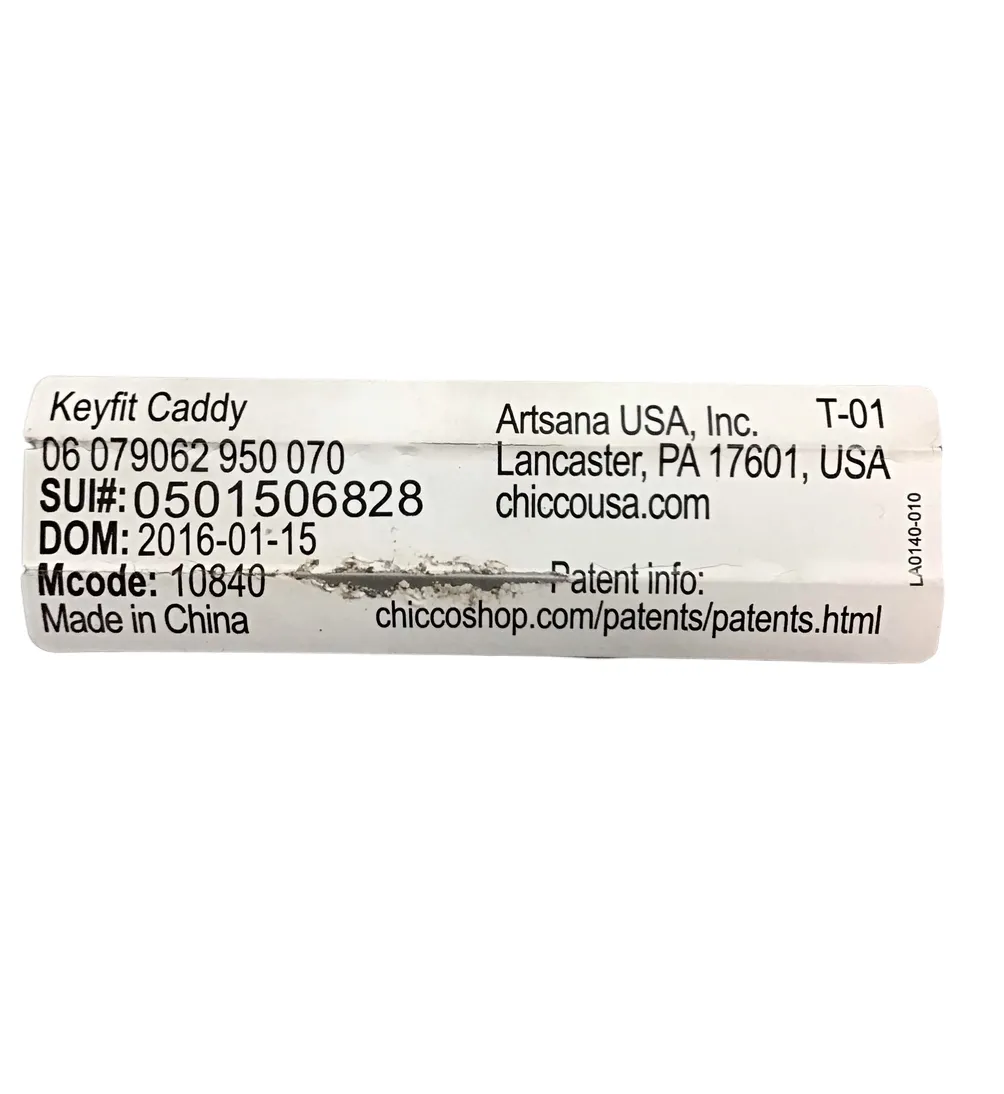 Keyfit Caddy
06 079062 950 070
SUI#: 0501506828
DOM: 2016-01-15
Mcode: 10840
Made in China
Artsana USA, Inc. T-01
Lancaster, PA 17601, USA
chiccousa.com
Patent info:
chiccoshop.com/patents/patents.html
LA0140-010